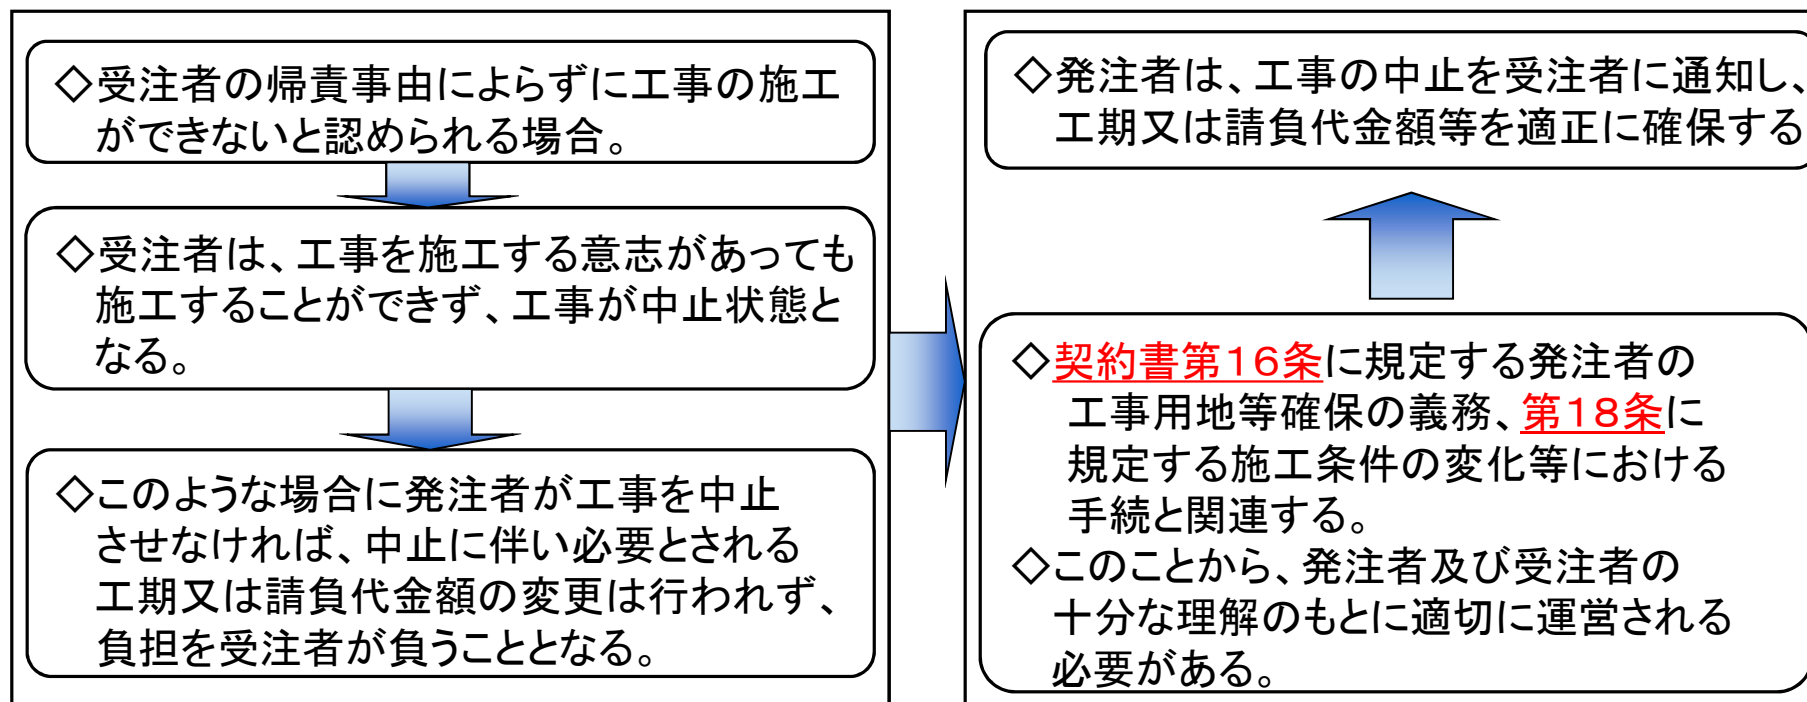 ◇受注者の帰責事由によらずに工事の施工
ができないと認められる場合。
◇受注者は、工事を施工する意志があっても
施工することができず、工事が中止状態と
なる。
◇このような場合に発注者が工事を中止
させなければ、中止に伴い必要とされる
工期又は請負代金額の変更は行われず、
負担を受注者が負うこととなる。
◇発注者は、工事の中止を受注者に通知し、
工期又は請負代金額等を適正に確保する
◇契約書第１６条に規定する発注者の
工事用地等確保の義務、第１８条に
規定する施工条件の変化等における
手続と関連する。
◇このことから、発注者及び受注者の
十分な理解のもとに適切に運営される
必要がある。